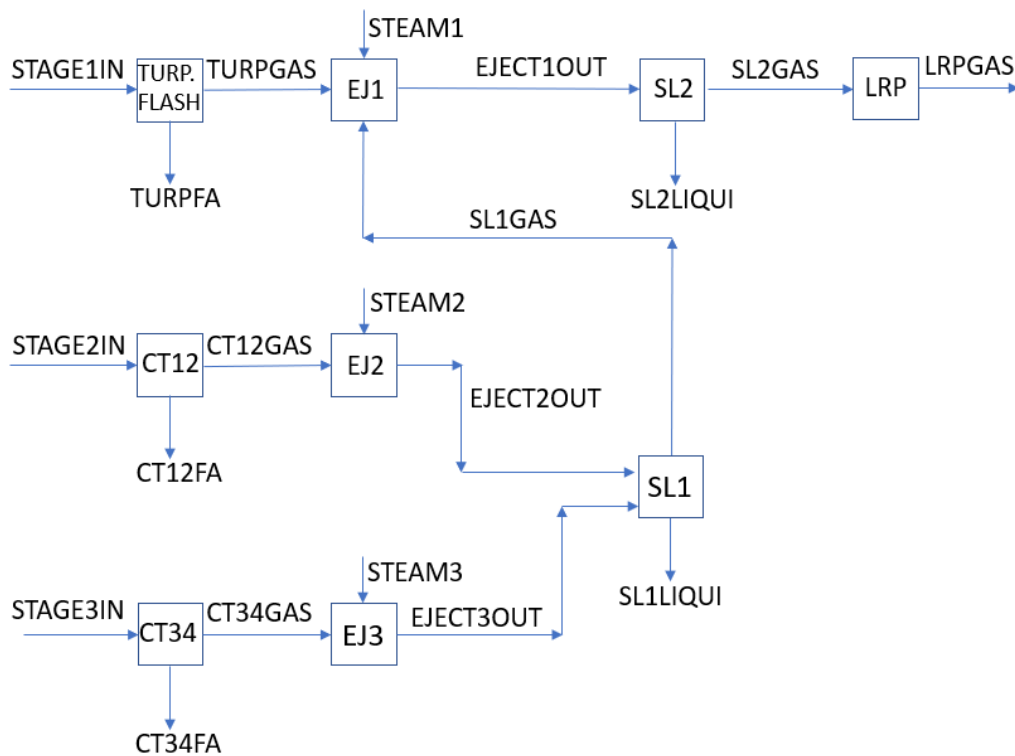 STEAM1
STAGE1IN
TURP.
FLASH
TURPGAS
EJ1
EJECT1OUT
SL2
SL2GAS
LRP
LRPGAS
TURPFA
SL2LIQUI
SL1GAS
STEAM2
STAGE2IN
CT12
CT12GAS
EJ2
EJECT2OUT
CT12FA
SL1
STEAM3
SL1LIQUI
STAGE3IN
CT34
CT34GAS
EJ3
EJECT3OUT
CT34FA